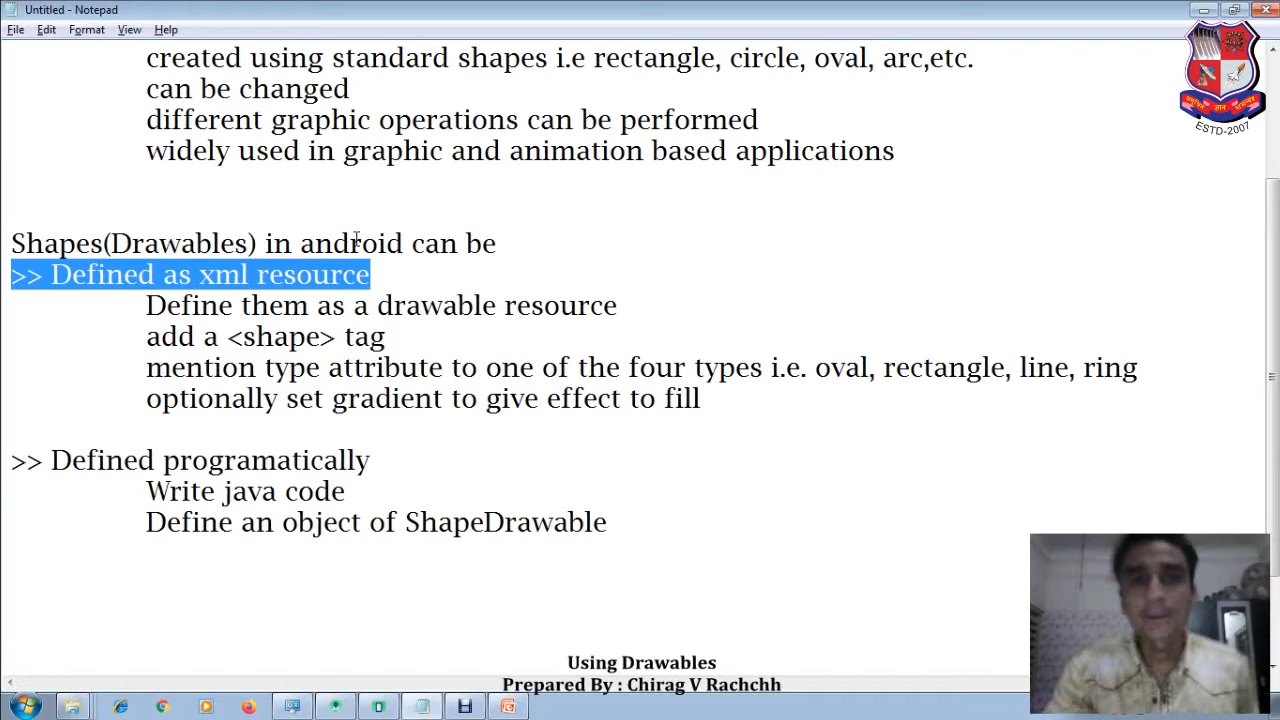 Untitled - Notepad
File Edit Format View Help
created using standard shapes i.e rectangle, circle, oval, arc,etc.
can be changed
different graphic operations can be performed
widely used in graphic and animation based applications
Shapes(Drawables) in android can be
>> Defined as xml resource
Define them as a drawable resource
add a <shape> tag
mention type attribute to one of the four types i.e. oval, rectangle, line, ring
optionally set gradient to give effect to fill
>> Defined programatically
Write java code
Define an object of ShapeDrawable
Using Drawables
Prepared By : Chirag V Rachchh
ESTD-2007